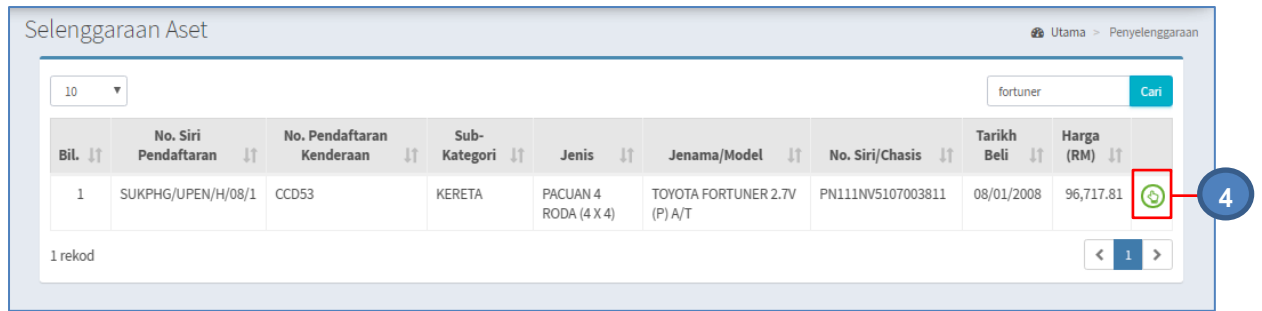 Selenggaraan Aset
Utama > Penyelenggaraan
10
fortuner Cari
Bil. No. Siri Pendaftaran No. Pendaftaran Kenderaan Sub-Kategori Jenis Jenama/Model No. Siri/Chasis Tarikh Beli Harga (RM)
1 SUKPHG/UPEN/H/08/1 CCD53 KERETA PACUAN 4 RODA (4 X 4) TOYOTA FORTUNER 2.7V (P) A/T PN111NV5107003811 08/01/2008 96,717.81
4
1 rekod
< 1 >